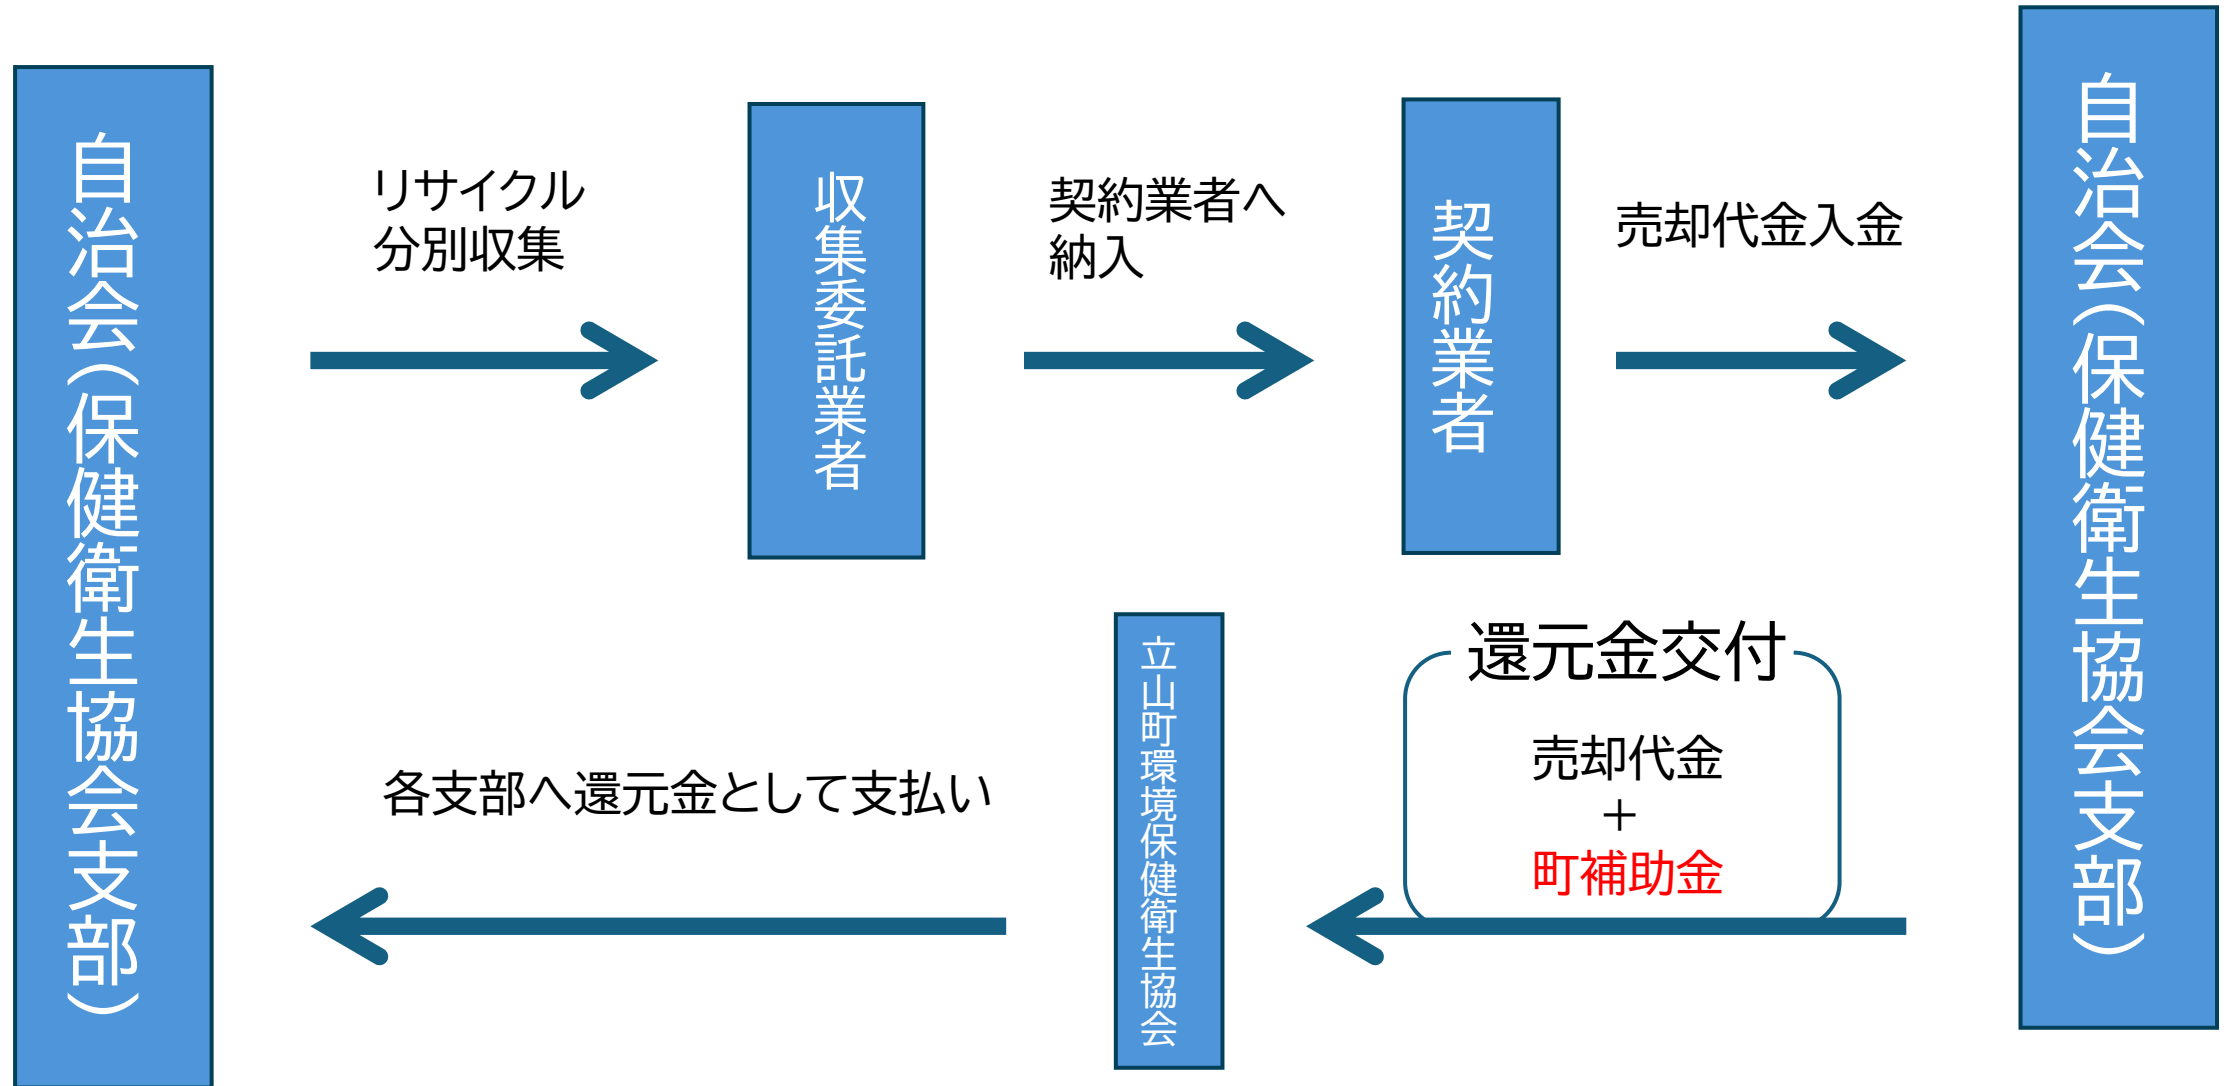 自治会（保健衛生協会支部）
リサイクル
分別収集
収集委託業者
契約業者へ
納入
契約業者
売却代金入金
自治会（保健衛生協会支部）
還元金交付
売却代金
＋
町補助金
立山町環境保健衛生協会
各支部へ還元金として支払い